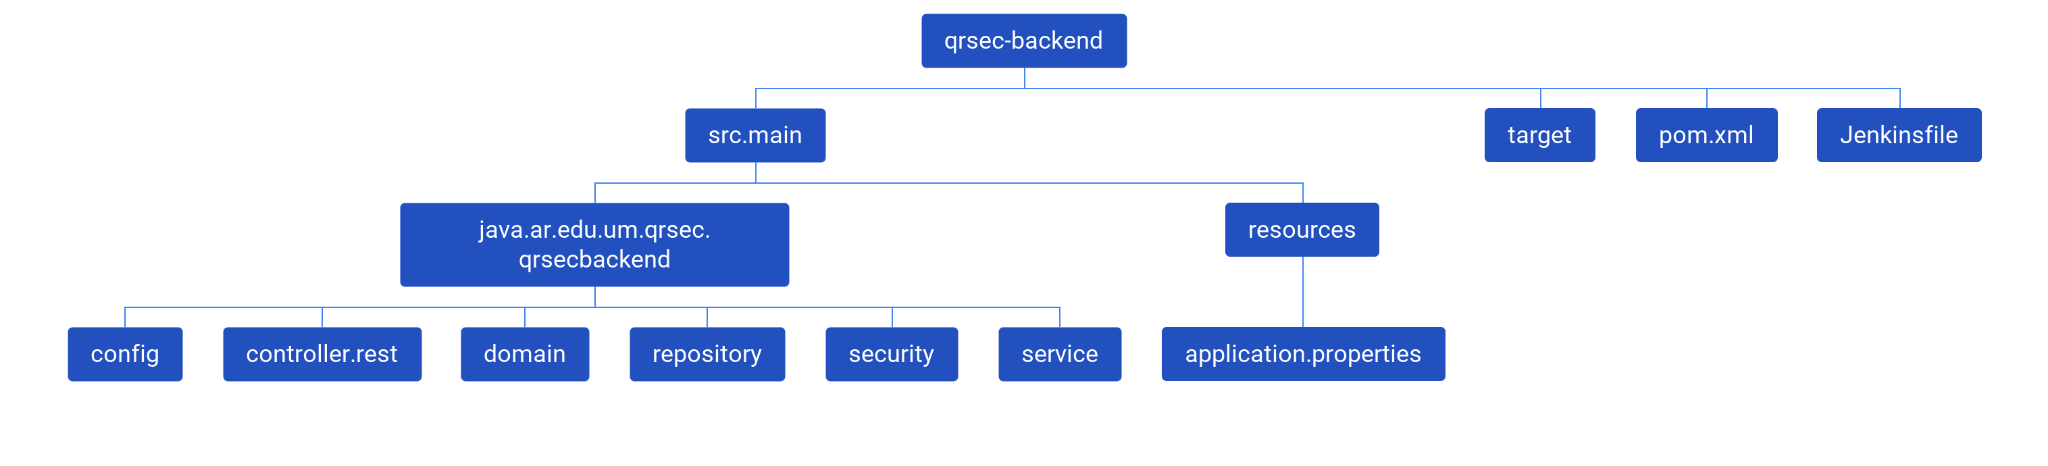 qrsec-backend
src.main
target
pom.xml
Jenkinsfile
java.ar.edu.um.qrsec.
qrsecbackend
resources
config
controller.rest
domain
repository
security
service
application.properties